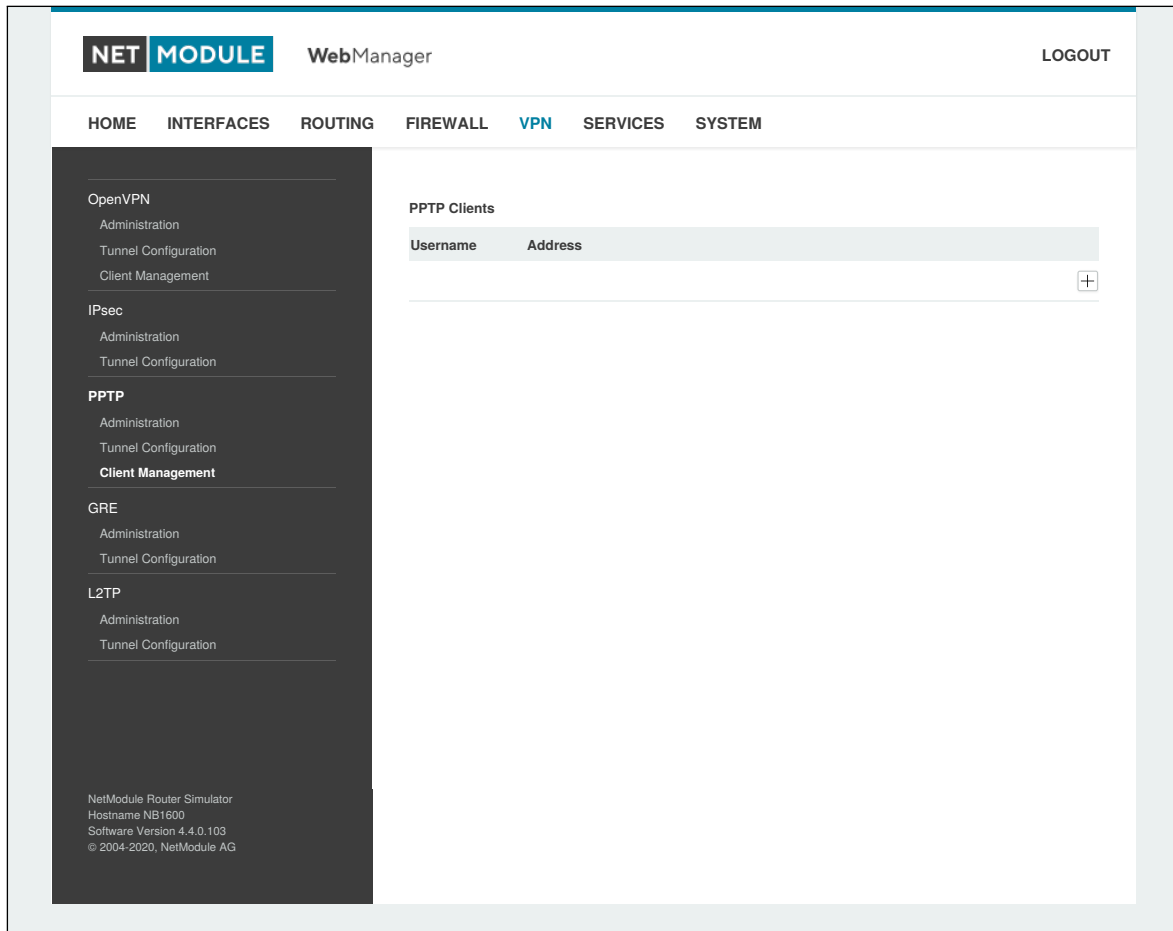 NET MODULE WebManager LOGOUT
HOME INTERFACES ROUTING FIREWALL VPN SERVICES SYSTEM
OpenVPN
Administration
Tunnel Configuration
Client Management
IPsec
Administration
Tunnel Configuration
PPTP
Administration
Tunnel Configuration
Client Management
GRE
Administration
Tunnel Configuration
L2TP
Administration
Tunnel Configuration
NetModule Router Simulator
Hostname NB1600
Software Version 4.4.0.103
© 2004-2020, NetModule AG
PPTP Clients
Username Address